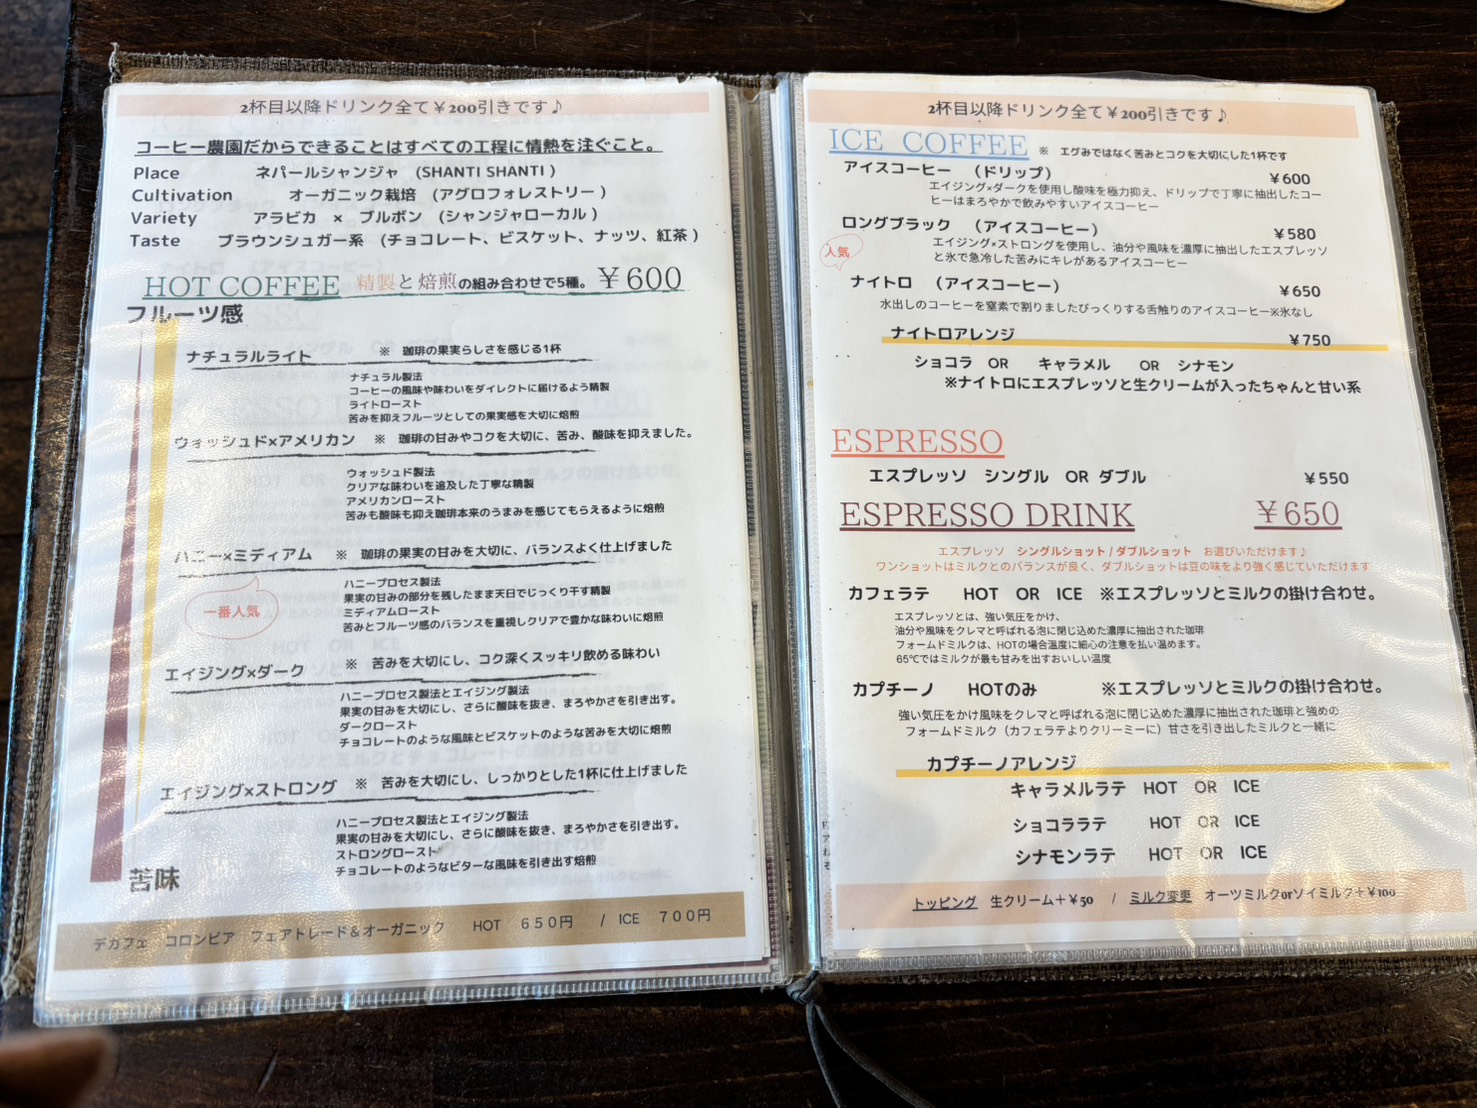 2杯目以降ドリンク全て￥200引きです♪
コーヒー農園だからできることはすべての工程に情熱を注ぐこと。
Place ネパールシャンジャ (SHANTI SHANTI)
Cultivation オーガニック栽培 (アグロフォレストリー)
Variety アラビカ × ブルボン (シャンジャローカル)
Taste ブラウンシュガー系 (チョコレート、ビスケット、ナッツ、紅茶)
HOT COFFEE 精製と焙煎の組み合わせで5種。￥600
フルーツ感
ナチュラルライト ※ 珈琲の果実らしさを感じる1杯
ナチュラル製法
コーヒーの風味や味わいをダイレクトに届けるよう精製
ライトロースト
苦みを抑えフルーツとしての果実感を大切に焙煎
ウォッシュド×アメリカン ※ 珈琲の甘みやコクを大切に、苦み、酸味を抑えました。
ウォッシュド製法
クリアな味わいを追及した丁寧な精製
アメリカンロースト
苦みも酸味も抑え珈琲本来のうまみを感じてもらえるように焙煎
ハニー×ミディアム ※ 珈琲の果実の甘みを大切に、バランスよく仕上げました
一番人気
ハニープロセス製法
果実の甘みの部分を残したまま天日でじっくり干す精製
ミディアムロースト
苦みとフルーツ感のバランスを重視しクリアで豊かな味わいに焙煎
エイジング×ダーク ※ 苦みを大切にし、コク深くスッキリ飲める味わい
ハニープロセス製法とエイジング製法
果実の甘みを大切にし、さらに酸味を抜き、まろやかさを引き出す。
ダークロースト
チョコレートのような風味とビスケットのような苦みを大切に焙煎
エイジング×ストロング ※ 苦みを大切にし、しっかりとした1杯に仕上げました
ハニープロセス製法とエイジング製法
果実の甘みを大切にし、さらに酸味を抜き、まろやかさを引き出す。
ストロングロースト
チョコレートのようなビターな風味を引き出す焙煎
苦味
デカフェ コロンビア フェアトレード＆オーガニック HOT 650円 / ICE 700円
2杯目以降ドリンク全て￥200引きです♪
ICE COFFEE ※ エグみではなく苦みとコクを大切にした1杯です
アイスコーヒー (ドリップ) ￥600
エイジング×ダークを使用し酸味を極力抑え、ドリップで丁寧に抽出したコー
ヒーはまろやかで飲みやすいアイスコーヒー
ロングブラック (アイスコーヒー) ￥580
人気
エイジング×ストロングを使用し、油分や風味を濃厚に抽出したエスプレッソ
と氷で急冷した苦みにキレがあるアイスコーヒー
ナイトロ (アイスコーヒー) ￥650
水出しのコーヒーを窒素で割りましたびっくりする舌触りのアイスコーヒー※氷なし
ナイトロアレンジ ￥750
ショコラ OR キャラメル OR シナモン
※ナイトロにエスプレッソと生クリームが入ったちゃんと甘い系
ESPRESSO
エスプレッソ シングル OR ダブル ￥550
ESPRESSO DRINK ￥650
エスプレッソ シングルショット / ダブルショット お選びいただけます♪
ワンショットはミルクとのバランスが良く、ダブルショットは豆の味をより強く感じていただけます
カフェラテ HOT OR ICE ※エスプレッソとミルクの掛け合わせ。
エスプレッソとは、強い気圧をかけ、
油分や風味をクレマと呼ばれる泡に閉じ込めた濃厚に抽出された珈琲
フォームドミルクは、HOTの場合温度に細心の注意を払い温めます。
65℃ではミルクが最も甘みを出すおいしい温度
カプチーノ HOTのみ ※エスプレッソとミルクの掛け合わせ。
強い気圧をかけ風味をクレマと呼ばれる泡に閉じ込めた濃厚に抽出された珈琲と強めの
フォームドミルク（カフェラテよりクリーミーに）甘さを引き出したミルクと一緒に
カプチーノアレンジ
キャラメルラテ HOT OR ICE
ショコララテ HOT OR ICE
シナモンラテ HOT OR ICE
トッピング 生クリーム＋￥50 / ミルク変更 オーツミルクorソイミルク＋￥100